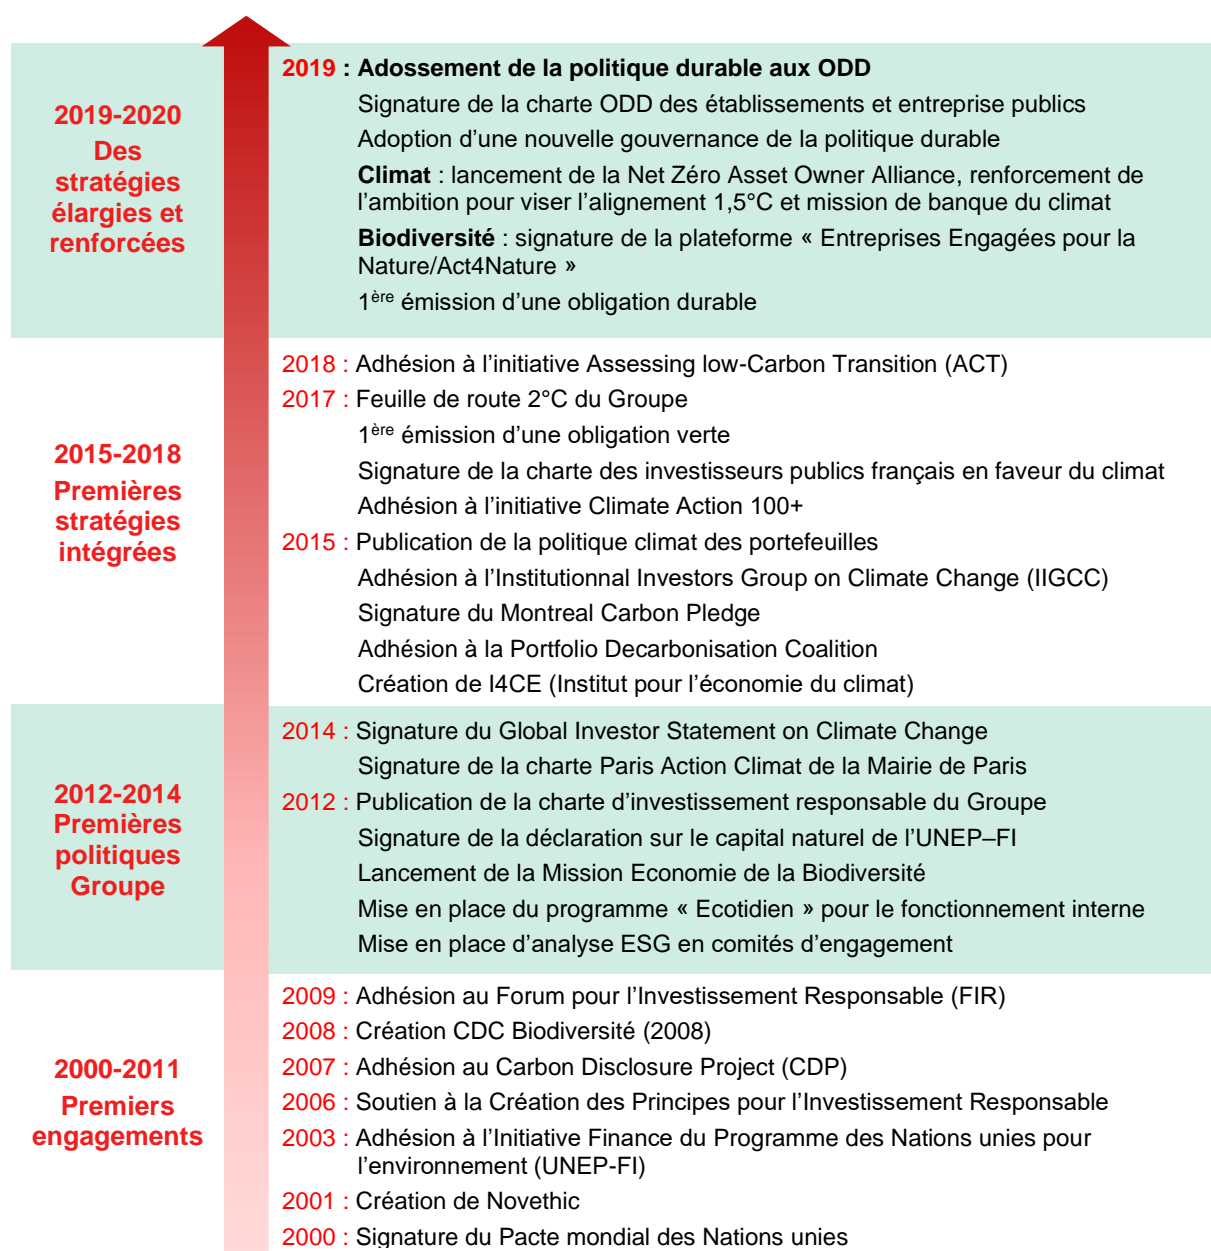 2019-2020
Des
stratégies
élargies et
renforcées
2019 : Adossement de la politique durable aux ODD
Signature de la charte ODD des établissements et entreprise publics
Adoption d’une nouvelle gouvernance de la politique durable
Climat : lancement de la Net Zéro Asset Owner Alliance, renforcement de
l’ambition pour viser l’alignement 1,5°C et mission de banque du climat
Biodiversité : signature de la plateforme « Entreprises Engagées pour la
Nature/Act4Nature »
1ère émission d’une obligation durable
2015-2018
Premières
stratégies
intégrées
2018 : Adhésion à l’initiative Assessing low-Carbon Transition (ACT)
2017 : Feuille de route 2°C du Groupe
1ère émission d’une obligation verte
Signature de la charte des investisseurs publics français en faveur du climat
Adhésion à l’initiative Climate Action 100+
2015 : Publication de la politique climat des portefeuilles
Adhésion à l’Institutionnal Investors Group on Climate Change (IIGCC)
Signature du Montreal Carbon Pledge
Adhésion à la Portfolio Decarbonisation Coalition
Création de I4CE (Institut pour l’économie du climat)
2012-2014
Premières
politiques
Groupe
2014 : Signature du Global Investor Statement on Climate Change
Signature de la charte Paris Action Climat de la Mairie de Paris
2012 : Publication de la charte d’investissement responsable du Groupe
Signature de la déclaration sur le capital naturel de l’UNEP–FI
Lancement de la Mission Economie de la Biodiversité
Mise en place du programme « Ecotidien » pour le fonctionnement interne
Mise en place d’analyse ESG en comités d’engagement
2000-2011
Premiers
engagements
2009 : Adhésion au Forum pour l’Investissement Responsable (FIR)
2008 : Création CDC Biodiversité (2008)
2007 : Adhésion au Carbon Disclosure Project (CDP)
2006 : Soutien à la Création des Principes pour l’Investissement Responsable
2003 : Adhésion à l’Initiative Finance du Programme des Nations unies pour
l’environnement (UNEP-FI)
2001 : Création de Novethic
2000 : Signature du Pacte mondial des Nations unies